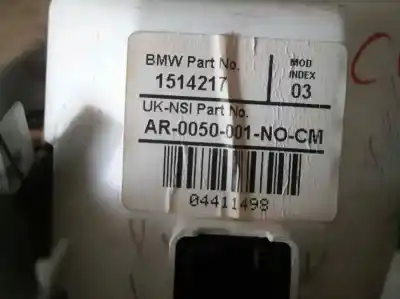 BMW Part No.
1514217
MOD
INDEX
03
UK-NSI Part No.
AR-0050-001-NO-CM
04411498